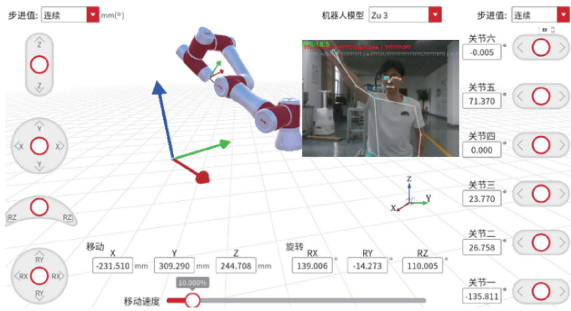 步进值: 连续 mm(°)
机器人模型 Zu 3
步进值: 连续
Z
Z
Y
X X
Y
RZ RZ
RY
RX RX
RY
关节六
-0.005 °
关节五
71.370 °
关节四
0.000 °
关节三
23.770 °
关节二
26.758 °
关节一
-135.811 °
Z
X Y
移动
X Y Z
-231.510 mm 309.290 mm 244.708 mm
旋转
RX RY RZ
139.006 ° -14.273 ° 110.005 °
10.000%
移动速度